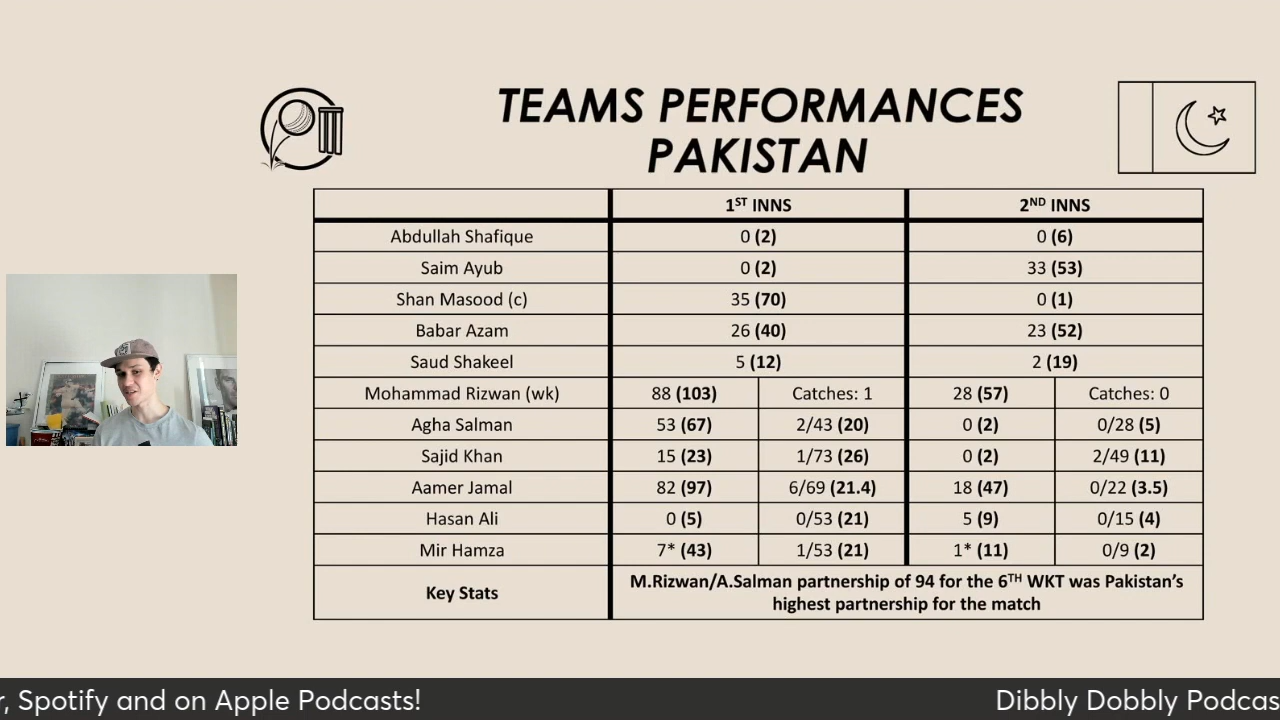 TEAMS PERFORMANCES
PAKISTAN
1ST INNS 2ND INNS
Abdullah Shafique 0 (2) 0 (6)
Saim Ayub 0 (2) 33 (53)
Shan Masood (c) 35 (70) 0 (1)
Babar Azam 26 (40) 23 (52)
Saud Shakeel 5 (12) 2 (19)
Mohammad Rizwan (wk) 88 (103) Catches: 1 28 (57) Catches: 0
Agha Salman 53 (67) 2/43 (20) 0 (2) 0/28 (5)
Sajid Khan 15 (23) 1/73 (26) 0 (2) 2/49 (11)
Aamer Jamal 82 (97) 6/69 (21.4) 18 (47) 0/22 (3.5)
Hasan Ali 0 (5) 0/53 (21) 5 (9) 0/15 (4)
Mir Hamza 7* (43) 1/53 (21) 1* (11) 0/9 (2)
Key Stats M.Rizwan/A.Salman partnership of 94 for the 6TH WKT was Pakistan's
highest partnership for the match
r, Spotify and on Apple Podcasts! Dibbly Dobbly Podcas